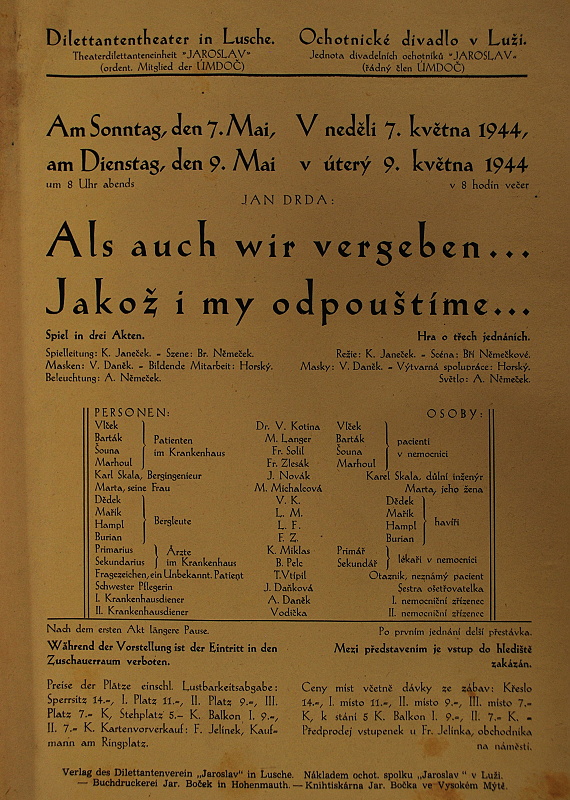 Dilettantentheater in Lusche. Ochotnické divadlo v Luži.
Theaterdilettanteneinheit "JAROSLAV" Jednota divadelních ochotníků "JAROSLAV"
(ordent. Mitglied der ÚMDOČ) (řádný člen ÚMDOČ)
Am Sonntag, den 7. Mai, V neděli 7. května 1944,
am Dienstag, den 9. Mai v úterý 9. května 1944
um 8 Uhr abends v 8 hodin večer
JAN DRDA:
Als auch wir vergeben...
Jakož i my odpouštíme...
Spiel in drei Akten. Hra o třech jednáních.
Spielleitung: K. Janeček. - Szene: Br. Němeček. Režie: K. Janeček. - Scéna: Bří Němečkové.
Masken: V. Daněk. - Bildende Mitarbeit: Horský. Masky: V. Daněk. - Výtvarná spolupráce: Horský.
Beleuchtung: A. Němeček. Světlo: A. Němeček.
PERSONEN: OSOBY:
Vlček Dr. V. Kotina Vlček
Barták Patienten M. Langer Barták pacienti
Šouna im Krankenhaus Fr. Solil Šouna v nemocnici
Marhoul Fr. Zlesák Marhoul
Karl Skala, Bergingenieur J. Novák Karel Skala, důlní inženýr
Marta, seine Frau M. Michalcová Marta, jeho žena
Dědek V. K. Dědek
Mařík Bergleute L. M. Mařík havíři
Hampl L. F. Hampl
Burian F. Z. Burian
Primarius Ärzte K. Miklas Primář lékaři v nemocnici
Sekundarius im Krankenhaus B. Pelc Sekundář
Fragezeichen, ein Unbekannt. Patient T. Vtípil Otazník, neznámý pacient
Schwester Pflegerin J. Daňková Sestra ošetřovatelka
I. Krankenhausdiener A. Daněk I. nemocniční zřízenec
II. Krankenhausdiener Vodička II. nemocniční zřízenec
Nach dem ersten Akt längere Pause. Po prvním jednání delší přestávka.
Während der Vorstellung ist der Eintritt in den Mezi představením je vstup do hlediště
Zuschauerraum verboten. zakázán.
Preise der Plätze einschl. Lustbarkeitsabgabe: Ceny míst včetně dávky ze zábav: Křeslo
Sperrsitz 14.-, I. Platz 11.-, II. Platz 9.-, III. 14.-, I. místo 11.-, II. místo 9.-, III. místo 7.-
Platz 7.- K, Stehplatz 5.- K. Balkon I. 9.-, K, k stání 5 K. Balkon I. 9.-, II. 7.- K. -
II. 7.- K. Kartenvorverkauf: F. Jelínek, Kauf- Předprodej vstupenek u Fr. Jelínka, obchodníka
mann am Ringplatz. na náměstí.
Verlag des Dilettantenverein „Jaroslav" in Lusche. Nákladem ochot. spolku „Jaroslav" v Luži.
— Buchdruckerei Jar. Boček in Hohenmauth. — Knihtiskárna Jar. Bočka ve Vysokém Mýtě.